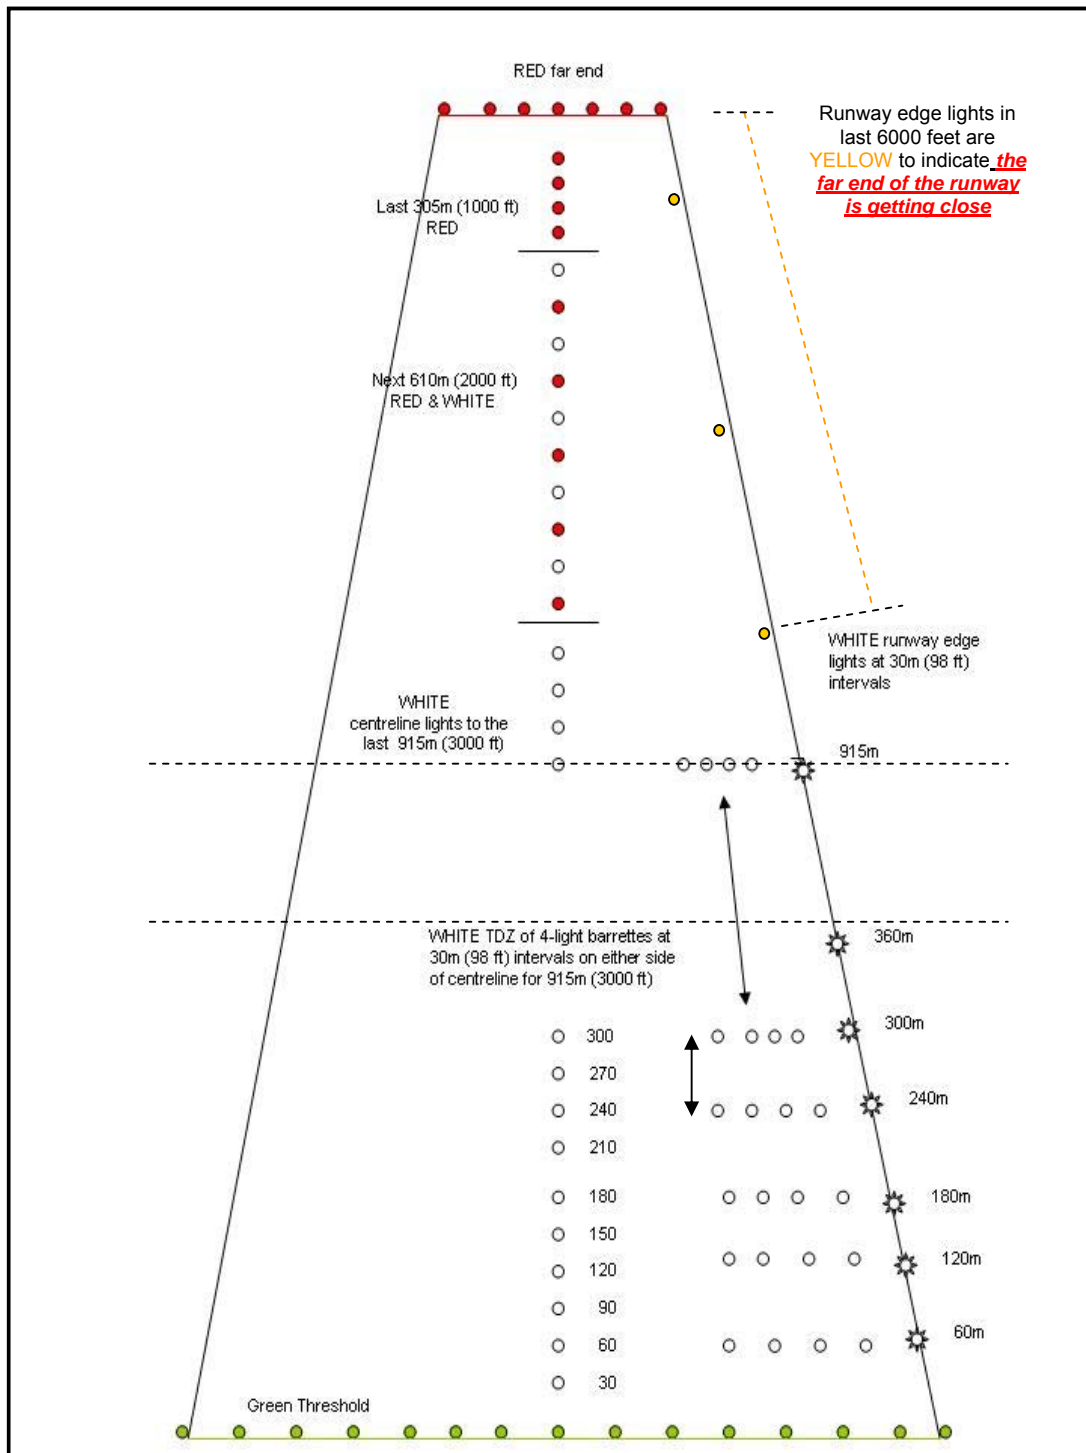 RED far end
Runway edge lights in
last 6000 feet are
YELLOW to indicate the
far end of the runway
is getting close
Last 305m (1000 ft)
RED
Next 610m (2000 ft)
RED & WHITE
WHITE runway edge
lights at 30m (98 ft)
intervals
WHITE
centreline lights to the
last 915m (3000 ft)
915m
WHITE TDZ of 4-light barrettes at
30m (98 ft) intervals on either side
of centreline for 915m (3000 ft)
360m
300m
300
270
240
240m
210
180
180m
150
120
120m
90
60
60m
30
Green Threshold